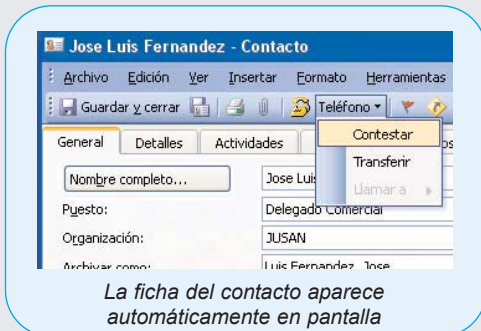 Jose Luis Fernandez - Contacto
Archivo Edición Ver Insertar Formato Herramientas
Guardar y cerrar Teléfono
General Detalles Actividades
Contestar
Transferir
Llamar a
Nombre completo... Jose Luis
Puesto: Delegado Comercial
Organización: JUSAN
Archivar como: Luis Fernandez, Jose
La ficha del contacto aparece
automáticamente en pantalla